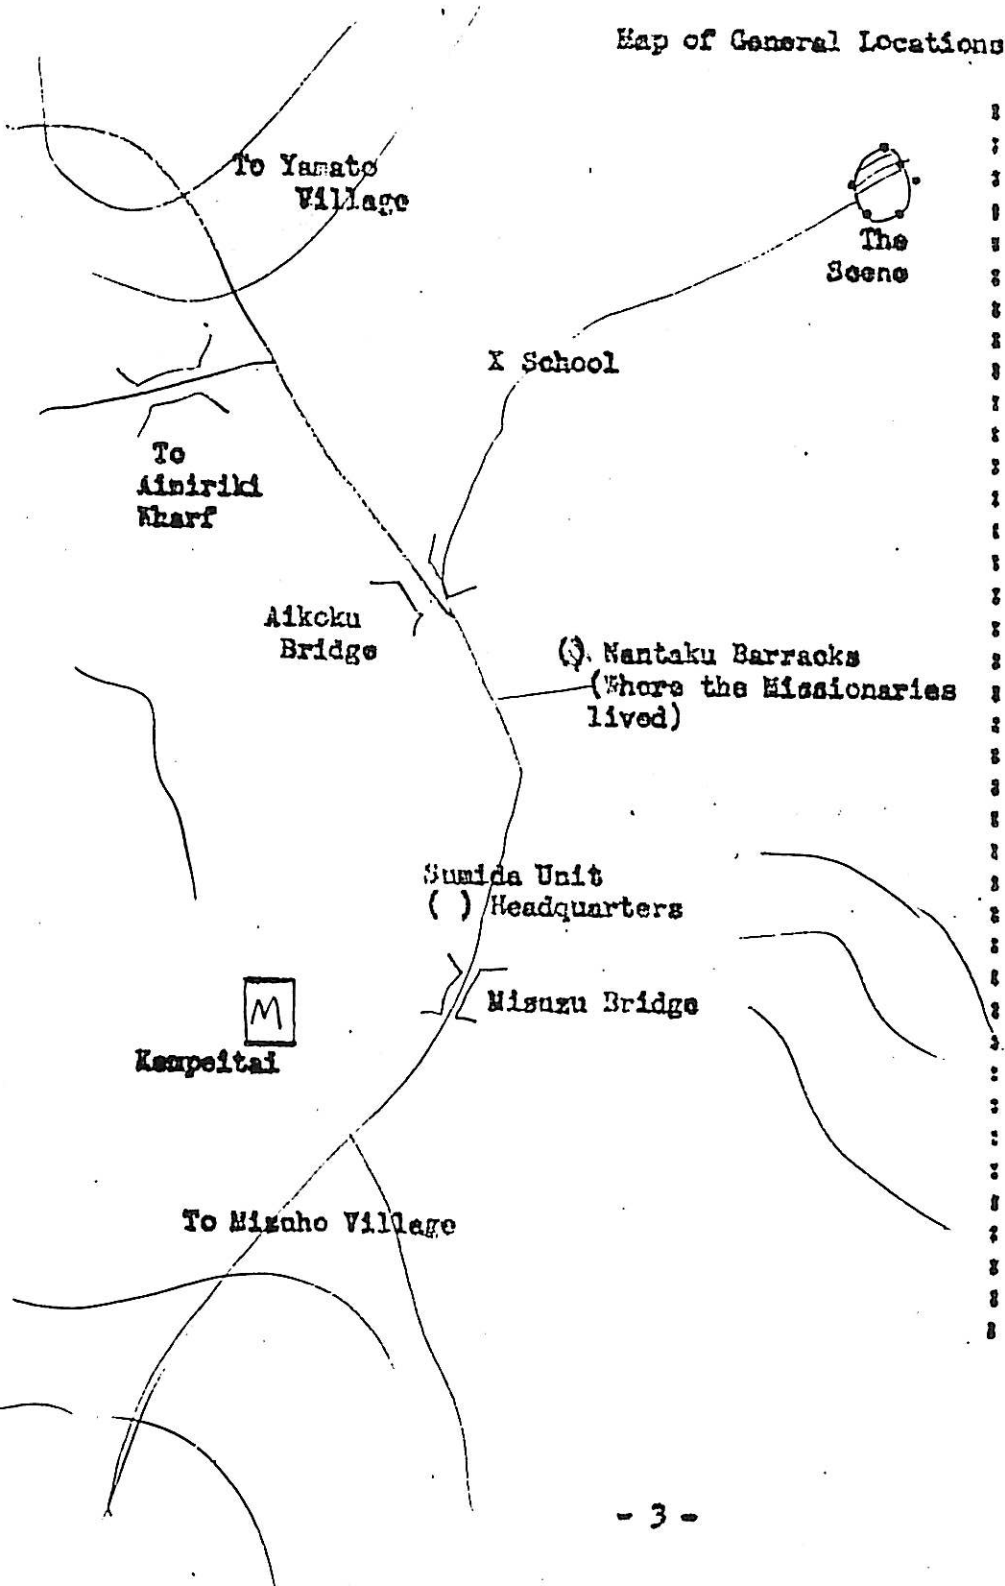 Map of General Locations
To Yamato
Village
The
Scene
X School
To
Aimiriki
Wharf
Aikoku
Bridge
( ). Nantaku Barracks
(Where the Missionaries
lived)
Sumida Unit
( ) Headquarters
Misuzu Bridge
M
Kempeitai
To Mizuho Village
- 3 -